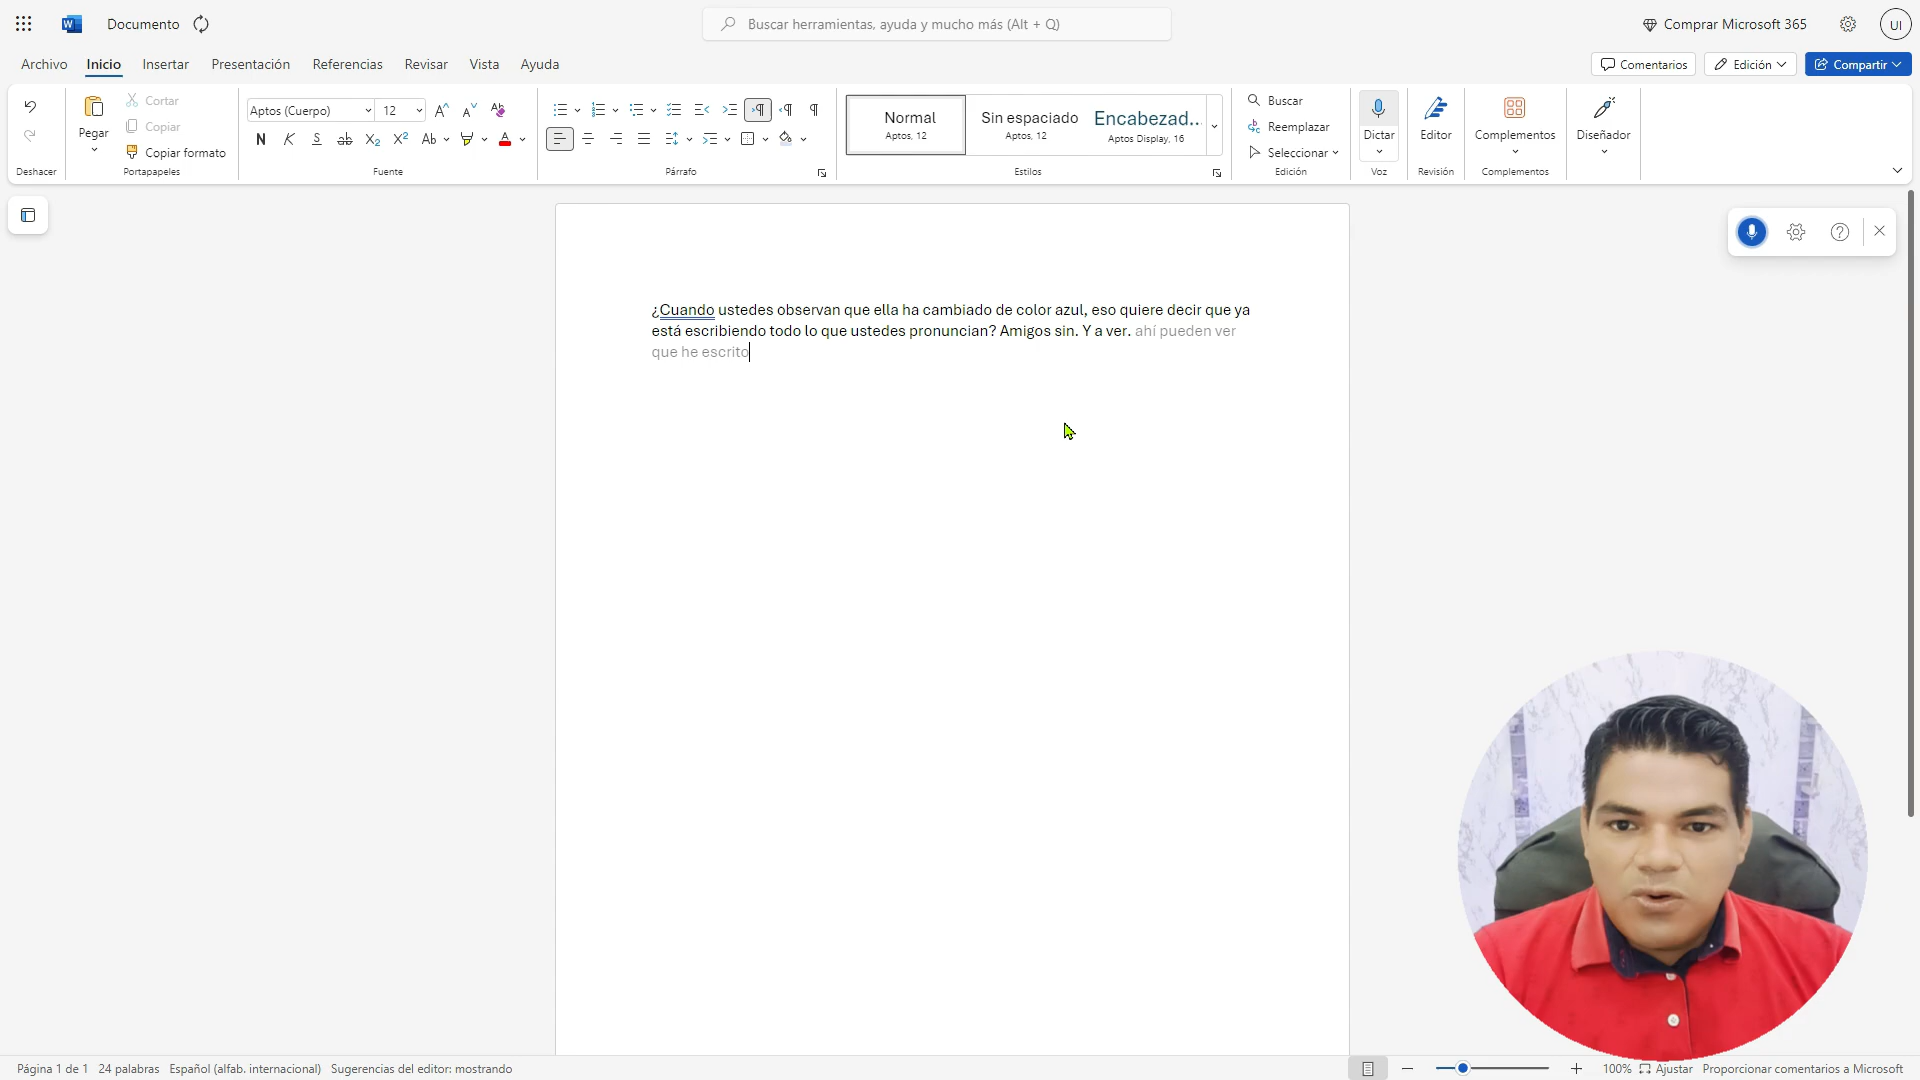 Documento
Buscar herramientas, ayuda y mucho más (Alt + Q)
Comprar Microsoft 365
UI
Archivo
Inicio
Insertar
Presentación
Referencias
Revisar
Vista
Ayuda
Comentarios
Edición
Compartir
Pegar
Cortar
Copiar
Copiar formato
Deshacer
Portapapeles
Aptos (Cuerpo)
12
Fuente
Párrafo
Normal
Aptos, 12
Sin espaciado
Aptos, 12
Encabezad...
Aptos Display, 16
Estilos
Buscar
Reemplazar
Seleccionar
Edición
Dictar
Voz
Editor
Revisión
Complementos
Complementos
Diseñador
¿Cuando ustedes observan que ella ha cambiado de color azul, eso quiere decir que ya
está escribiendo todo lo que ustedes pronuncian? Amigos sin. Y a ver. ahí pueden ver
que he escrito
Página 1 de 1
24 palabras
Español (alfab. internacional)
Sugerencias del editor: mostrando
100%
Ajustar
Proporcionar comentarios a Microsoft